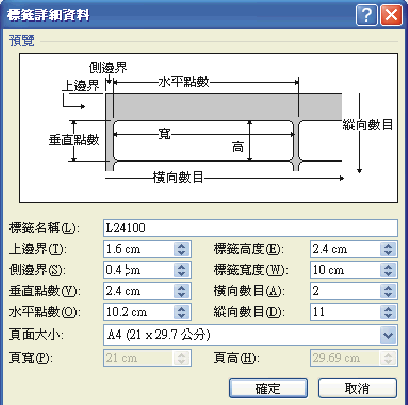 標籤詳細資料
預覽
側邊界
上邊界
水平點數
垂直點數
寬
高
縱向數目
橫向數目
標籤名稱(L): L24100
上邊界(T): 1.6 cm 標籤高度(E): 2.4 cm
側邊界(S): 0.4 cm 標籤寬度(W): 10 cm
垂直點數(V): 2.4 cm 橫向數目(A): 2
水平點數(O): 10.2 cm 縱向數目(D): 11
頁面大小: A4 (21 x 29.7 公分)
頁寬(P): 21 cm 頁高(H): 29.69 cm
確定 取消